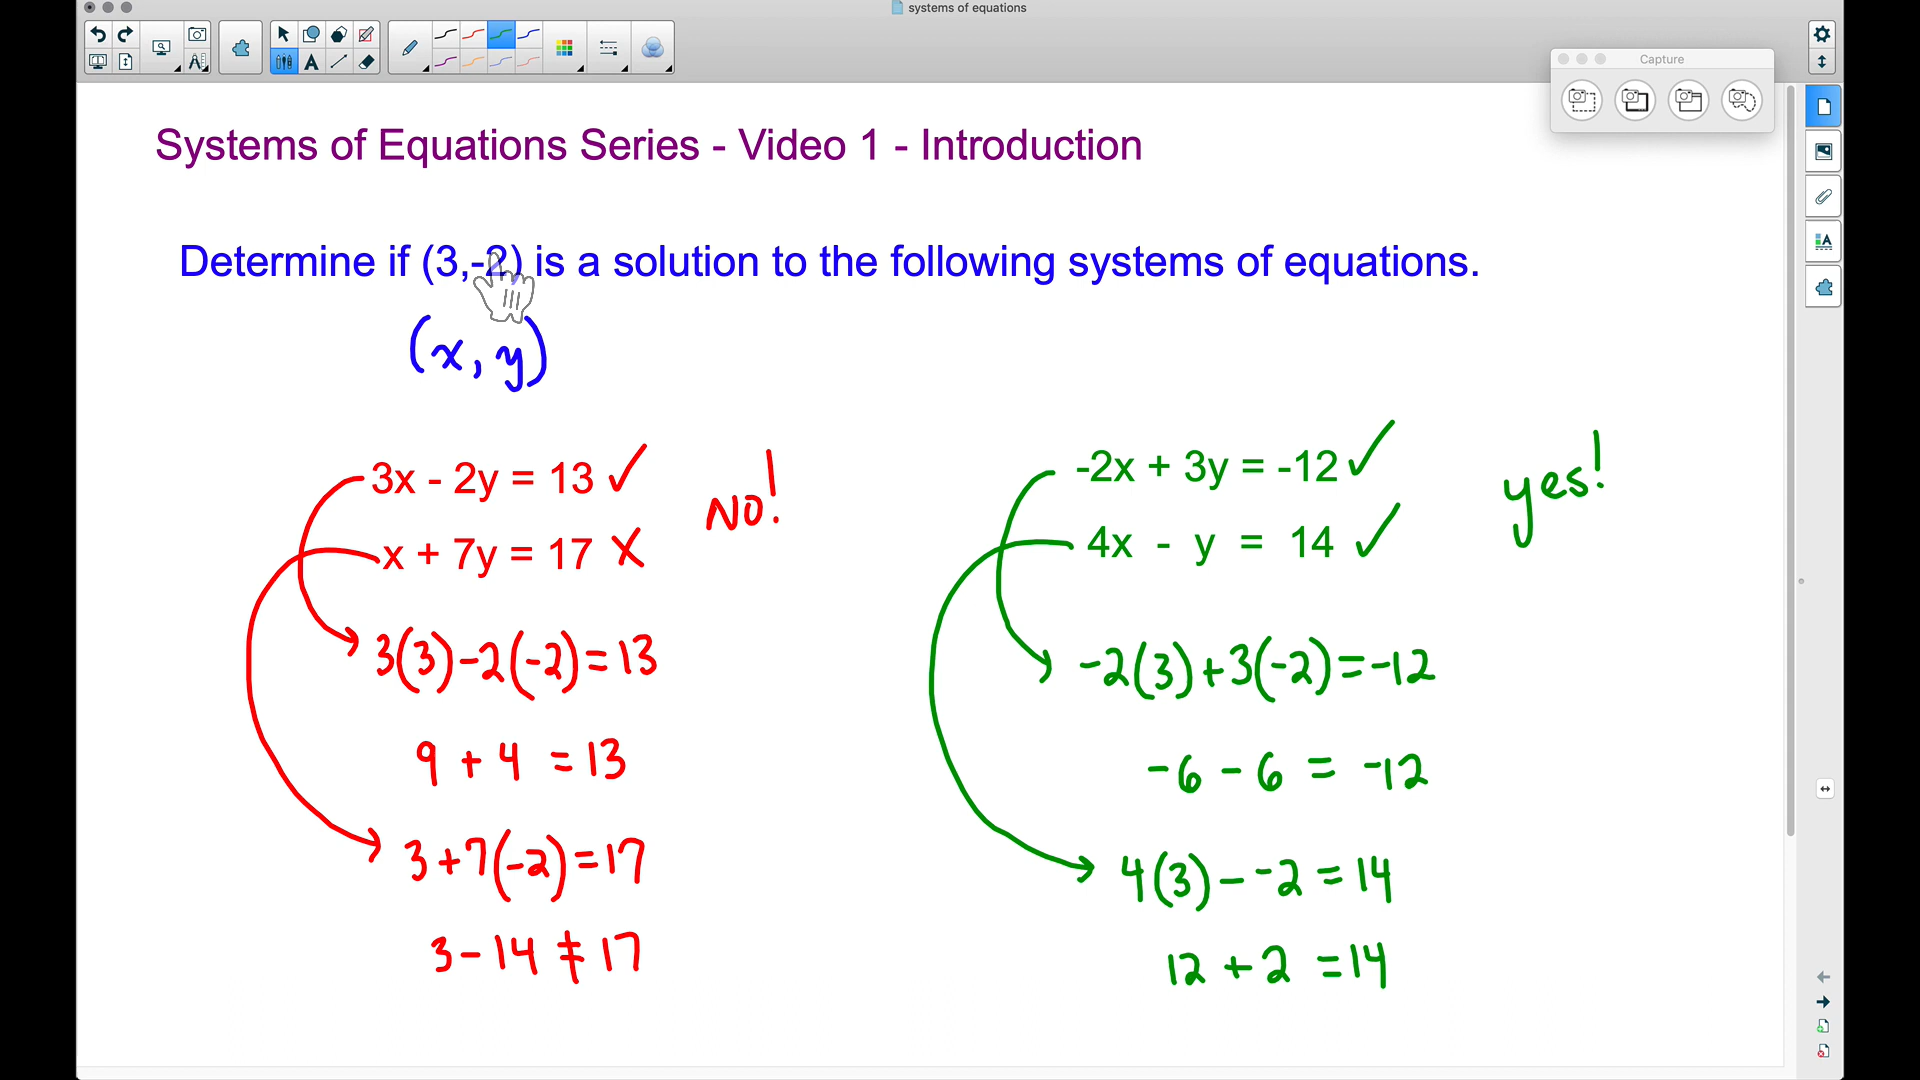 systems of equations
Capture
Systems of Equations Series - Video 1 - Introduction
Determine if (3,-2) is a solution to the following systems of equations.
(x, y)
3x - 2y = 13 ✓
x + 7y = 17 X
NO!
3(3)-2(-2)=13
9 + 4 = 13
3+7(-2)=17
3-14 ≠ 17
-2x + 3y = -12 ✓
4x - y = 14 ✓
yes!
-2(3)+3(-2)=-12
-6 - 6 = -12
4(3) - -2 = 14
12 + 2 = 14